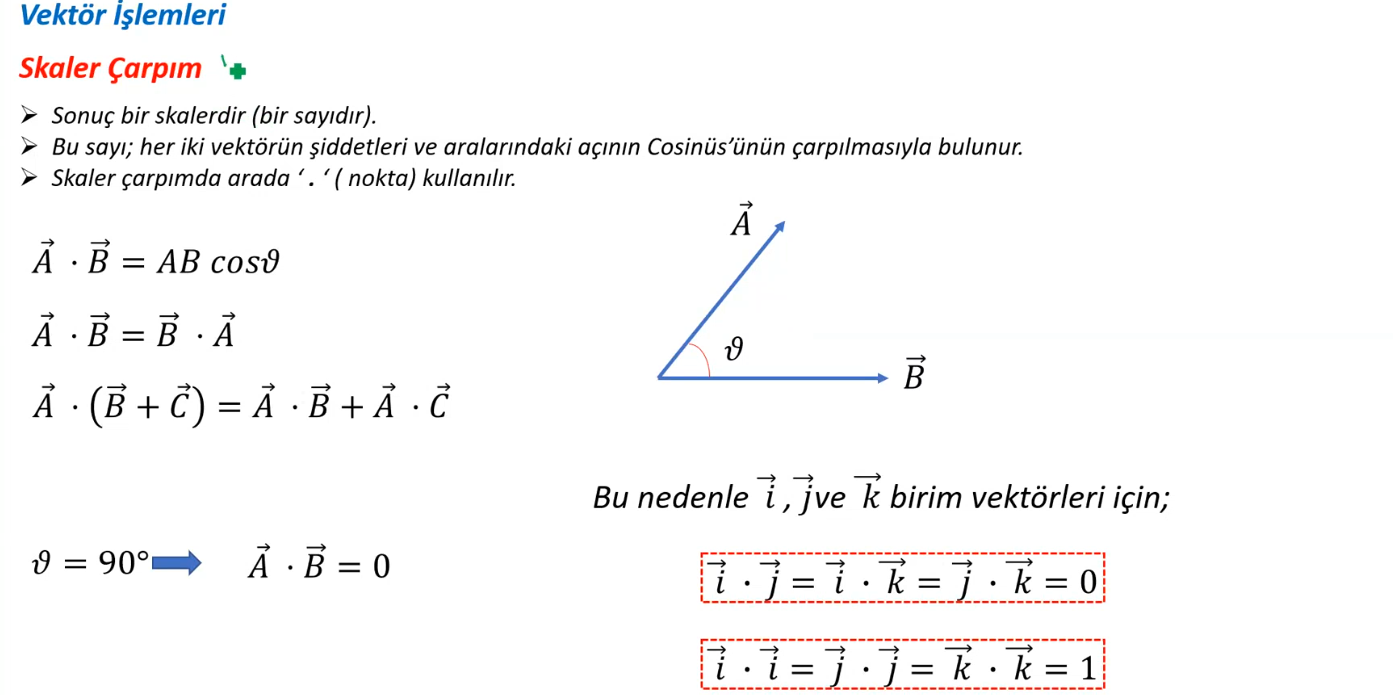 Vektör İşlemleri
Skaler Çarpım
➢ Sonuç bir skalerdir (bir sayıdır).
➢ Bu sayı; her iki vektörün şiddetleri ve aralarındaki açının Cosinüs’ünün çarpılmasıyla bulunur.
➢ Skaler çarpımda arada ‘ . ‘ ( nokta) kullanılır.
A⃗ · B⃗ = AB cosϑ
A⃗ · B⃗ = B⃗ · A⃗
A⃗ · (B⃗ + C⃗) = A⃗ · B⃗ + A⃗ · C⃗
A⃗
ϑ
B⃗
ϑ = 90° A⃗ · B⃗ = 0
Bu nedenle i⃗ , j⃗ ve k⃗ birim vektörleri için;
i⃗ · j⃗ = i⃗ · k⃗ = j⃗ · k⃗ = 0
i⃗ · i⃗ = j⃗ · j⃗ = k⃗ · k⃗ = 1